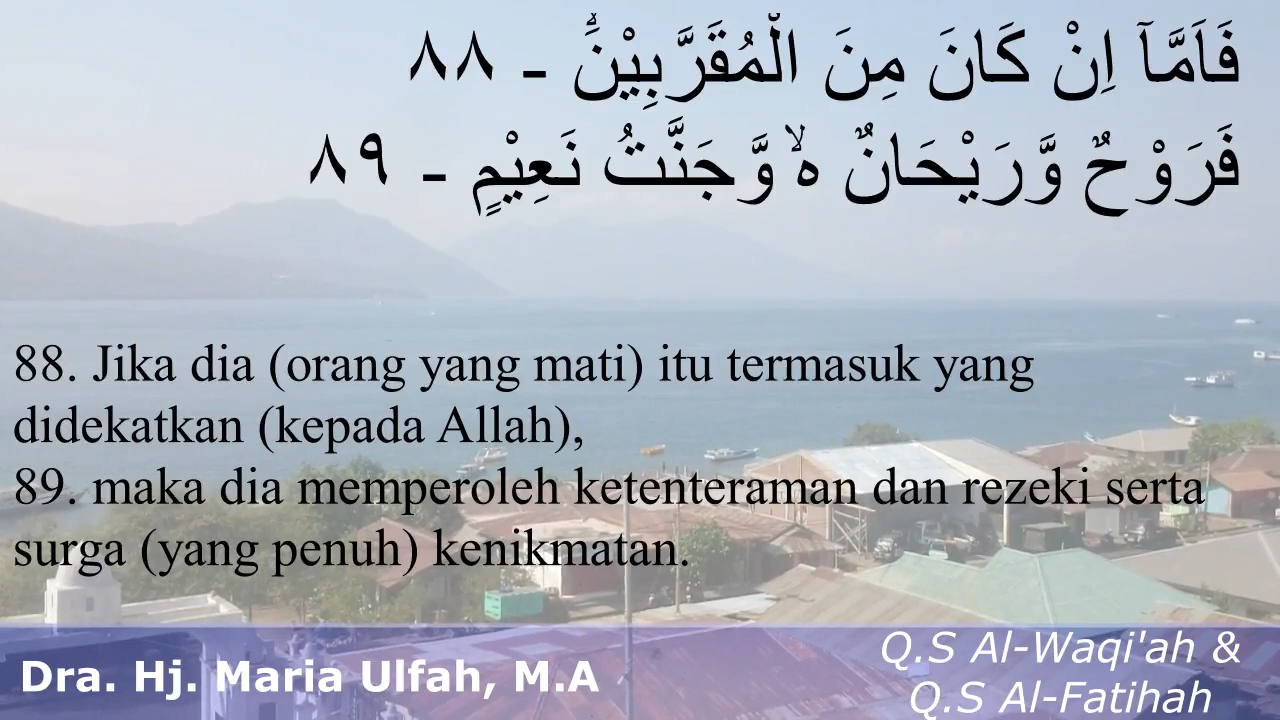 فَاَمَّآ اِنْ كَانَ مِنَ الْمُقَرَّبِيْنَۙ - ٨٨
فَرَوْحٌ وَّرَيْحَانٌ ەۙ وَّجَنَّتُ نَعِيْمٍ - ٨٩
88. Jika dia (orang yang mati) itu termasuk yang
didekatkan (kepada Allah),
89. maka dia memperoleh ketenteraman dan rezeki serta
surga (yang penuh) kenikmatan.
Dra. Hj. Maria Ulfah, M.A
Q.S Al-Waqi'ah &
Q.S Al-Fatihah